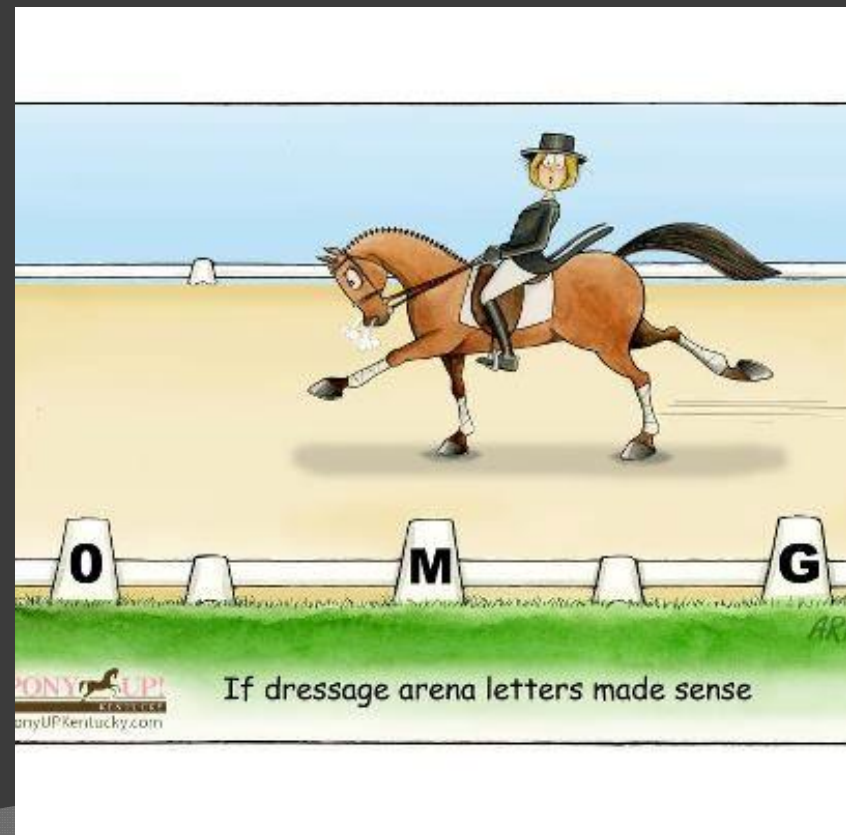 O M G
If dressage arena letters made sense
PONY UP!
KENTUCKY
onyUPKentucky.com